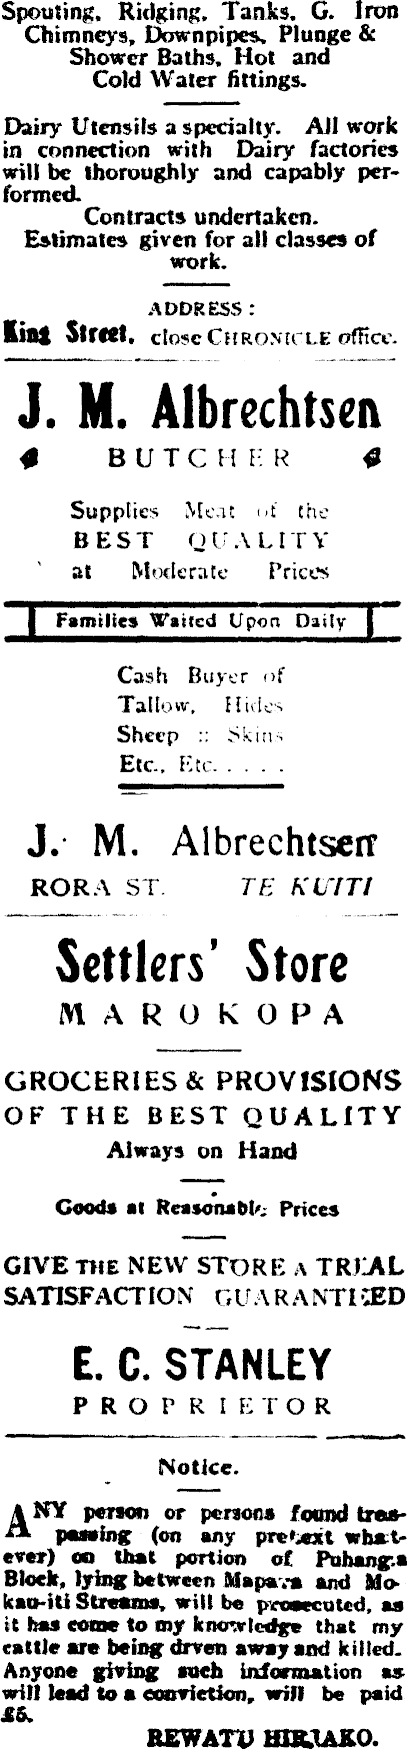 Spouting, Ridging, Tanks, G. Iron
Chimneys, Downpipes, Plunge &
Shower Baths, Hot and
Cold Water fittings.
Dairy Utensils a specialty. All work
in connection with Dairy factories
will be thoroughly and capably per-
formed.
Contracts undertaken.
Estimates given for all classes of
work.
ADDRESS :
King Street, close CHRONICLE office.
J. M. Albrechtsen
BUTCHER
Supplies Meat of the
BEST QUALITY
at Moderate Prices
Families Waited Upon Daily
Cash Buyer of
Tallow, Hides
Sheep :: Skins
Etc., Etc. . . . .
J. M. Albrechtsen
RORA ST. TE KUITI
Settlers' Store
MAROKOPA
GROCERIES & PROVISIONS
OF THE BEST QUALITY
Always on Hand
Goods at Reasonable Prices
GIVE THE NEW STORE A TRIAL
SATISFACTION GUARANTEED
E. C. STANLEY
PROPRIETOR
Notice.
ANY person or persons found tres-
passing (on any pretext what-
ever) on that portion of Puhanga
Block, lying between Mapara and Mo-
kau-iti Streams, will be prosecuted, as
it has come to my knowledge that my
cattle are being drven away and killed.
Anyone giving such information as
will lead to a conviction, will be paid
£5.
REWATU